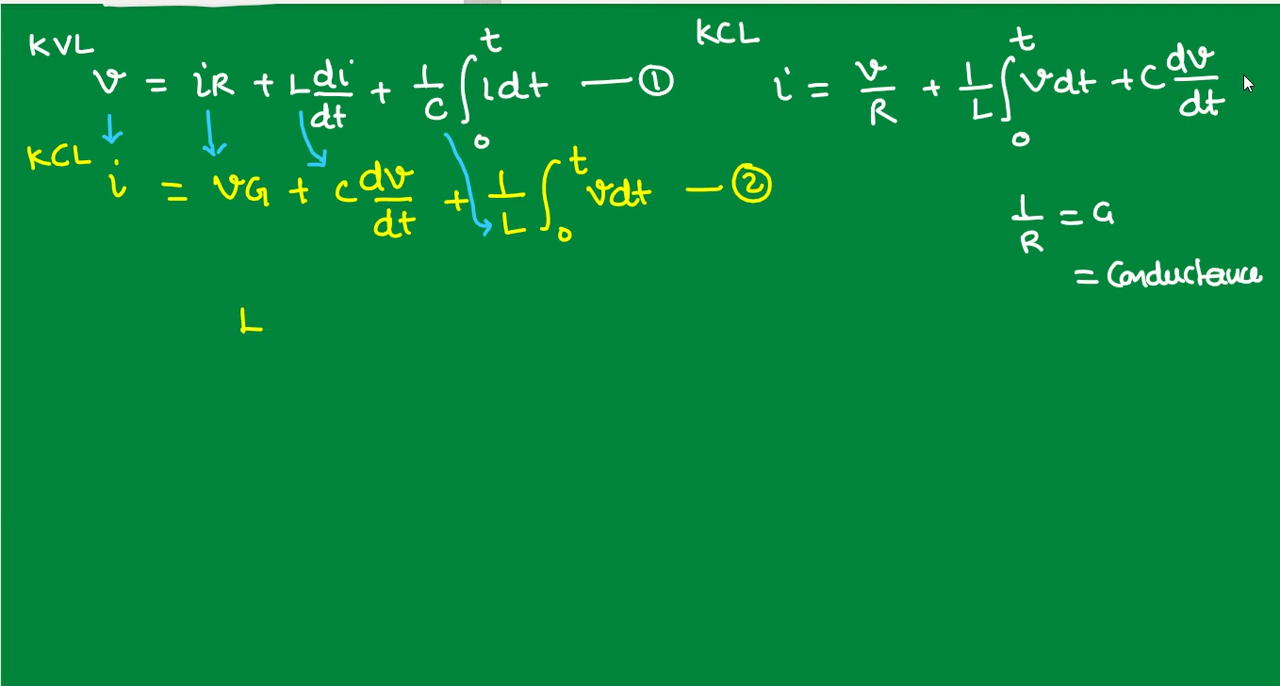 KVL
v = iR + L di/dt + 1/C ∫₀ᵗ i dt — ①
KCL
i = v/R + 1/L ∫₀ᵗ v dt + C dv/dt
KCL
i = vG + C dv/dt + 1/L ∫₀ᵗ v dt — ②
1/R = G
= Conductance
L